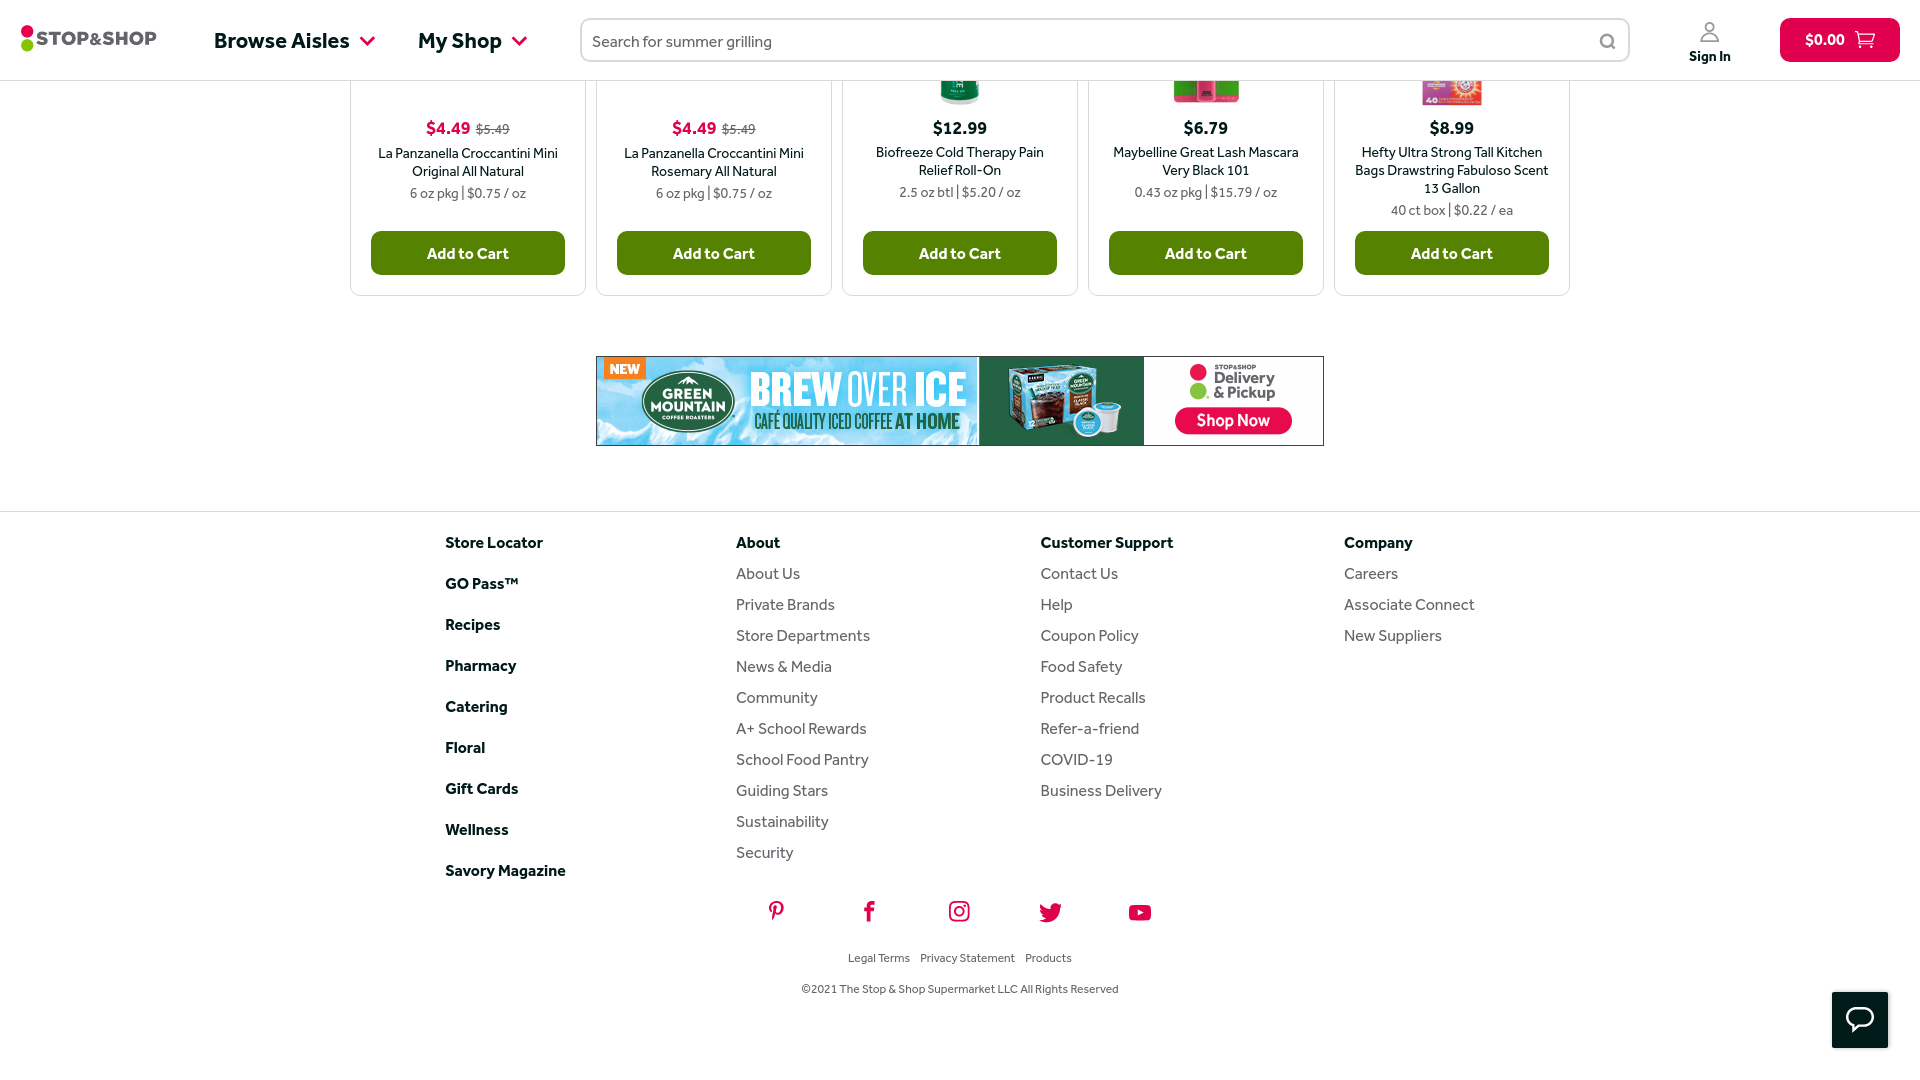 STOP&SHOP
Browse Aisles
My Shop
Search for summer grilling
Sign In
$0.00
40
$4.49 $5.49
La Panzanella Croccantini Mini
Original All Natural
6 oz pkg | $0.75 / oz
Add to Cart
$4.49 $5.49
La Panzanella Croccantini Mini
Rosemary All Natural
6 oz pkg | $0.75 / oz
Add to Cart
$12.99
Biofreeze Cold Therapy Pain
Relief Roll-On
2.5 oz btl | $5.20 / oz
Add to Cart
$6.79
Maybelline Great Lash Mascara
Very Black 101
0.43 oz pkg | $15.79 / oz
Add to Cart
$8.99
Hefty Ultra Strong Tall Kitchen
Bags Drawstring Fabuloso Scent
13 Gallon
40 ct box | $0.22 / ea
Add to Cart
NEW
GREEN
MOUNTAIN
COFFEE ROASTERS
BREW OVER ICE
CAFÉ QUALITY ICED COFFEE AT HOME
STOP&SHOP
Delivery
& Pickup
Shop Now
Store Locator
GO Pass™
Recipes
Pharmacy
Catering
Floral
Gift Cards
Wellness
Savory Magazine
About
About Us
Private Brands
Store Departments
News & Media
Community
A+ School Rewards
School Food Pantry
Guiding Stars
Sustainability
Security
Customer Support
Contact Us
Help
Coupon Policy
Food Safety
Product Recalls
Refer-a-friend
COVID-19
Business Delivery
Company
Careers
Associate Connect
New Suppliers
Legal Terms Privacy Statement Products
©2021 The Stop & Shop Supermarket LLC All Rights Reserved